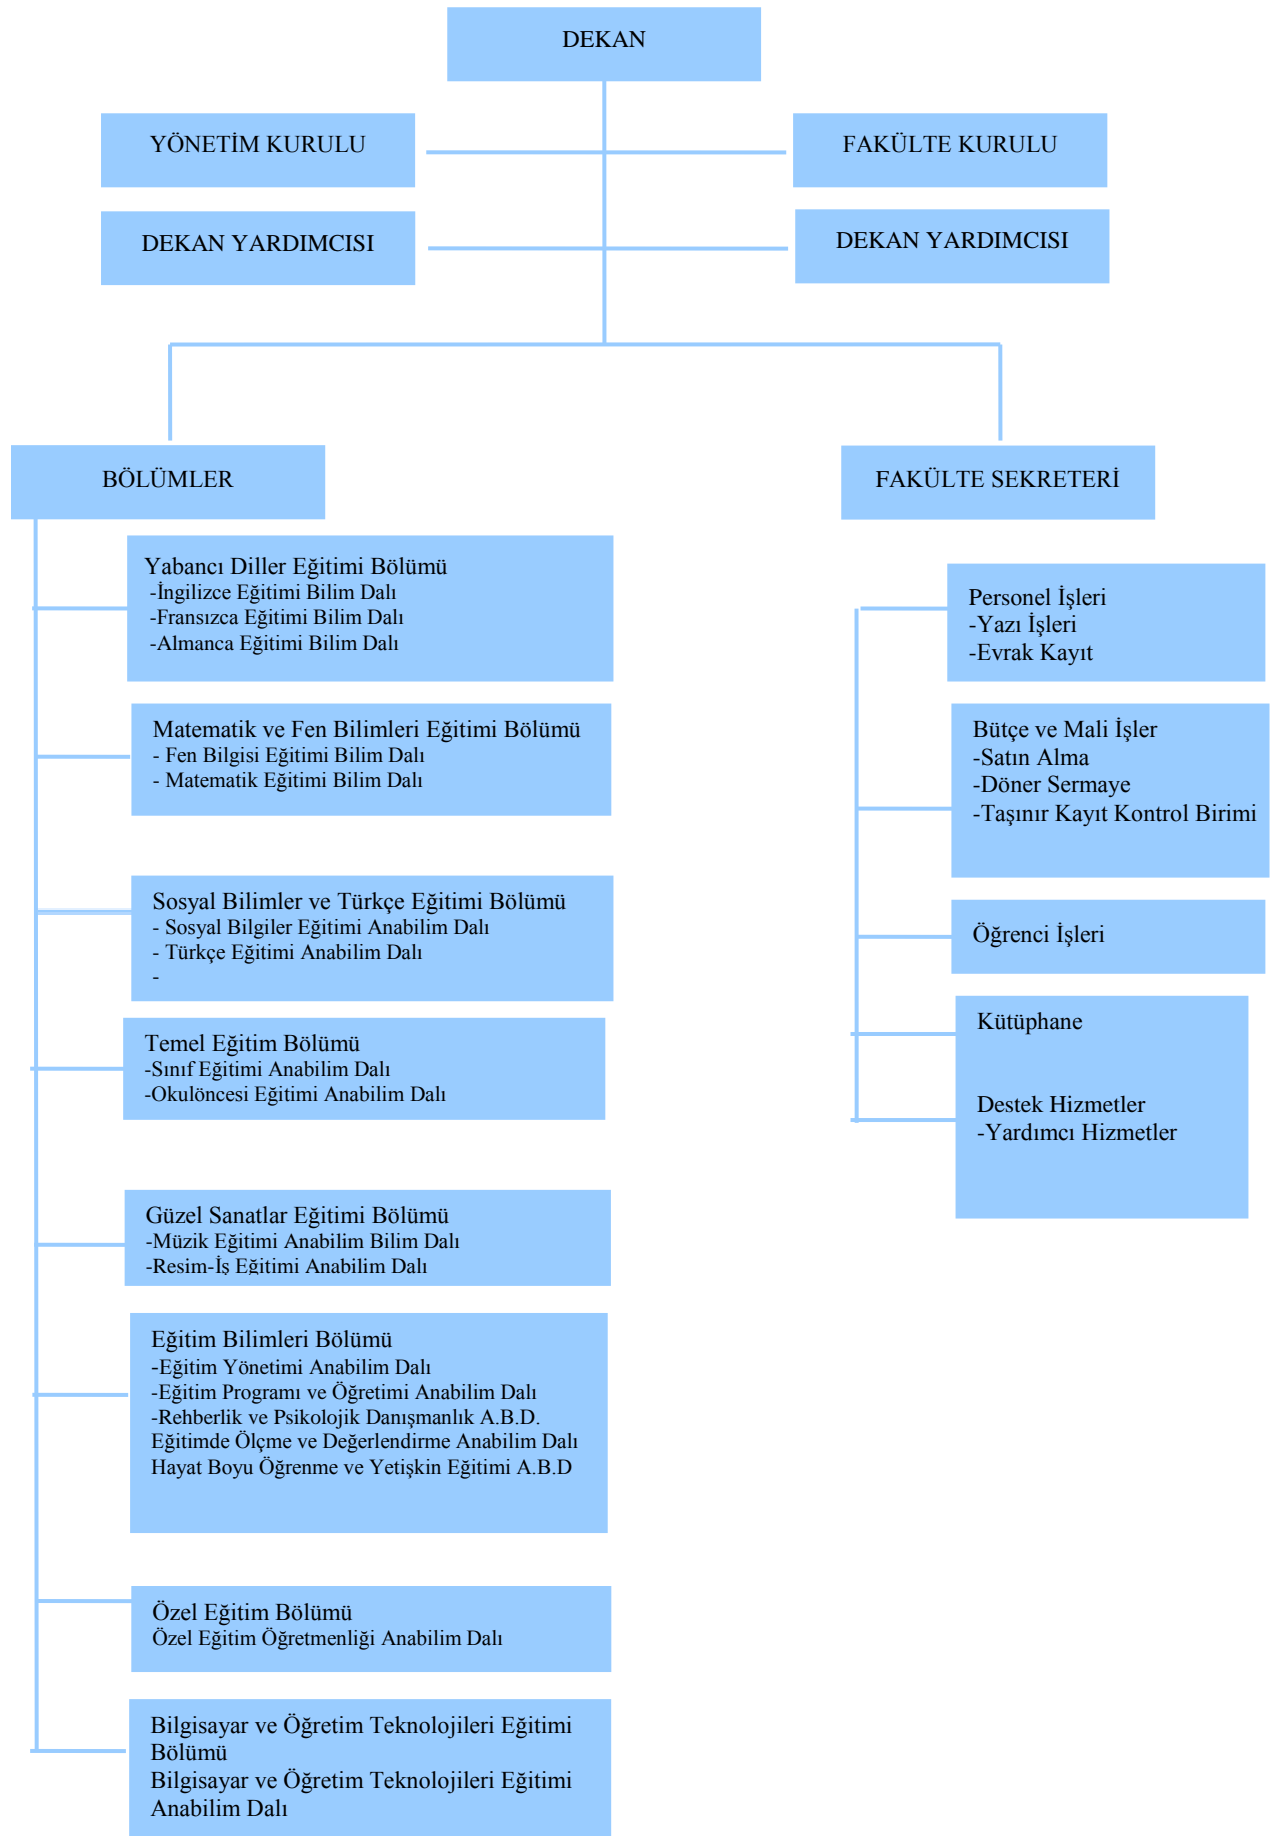 DEKAN
YÖNETİM KURULU
FAKÜLTE KURULU
DEKAN YARDIMCISI
DEKAN YARDIMCISI
BÖLÜMLER
FAKÜLTE SEKRETERİ
Yabancı Diller Eğitimi Bölümü
-İngilizce Eğitimi Bilim Dalı
-Fransızca Eğitimi Bilim Dalı
-Almanca Eğitimi Bilim Dalı
Matematik ve Fen Bilimleri Eğitimi Bölümü
- Fen Bilgisi Eğitimi Bilim Dalı
- Matematik Eğitimi Bilim Dalı
Sosyal Bilimler ve Türkçe Eğitimi Bölümü
- Sosyal Bilgiler Eğitimi Anabilim Dalı
- Türkçe Eğitimi Anabilim Dalı
-
Temel Eğitim Bölümü
-Sınıf Eğitimi Anabilim Dalı
-Okulöncesi Eğitimi Anabilim Dalı
Güzel Sanatlar Eğitimi Bölümü
-Müzik Eğitimi Anabilim Bilim Dalı
-Resim-İş Eğitimi Anabilim Dalı
Eğitim Bilimleri Bölümü
-Eğitim Yönetimi Anabilim Dalı
-Eğitim Programı ve Öğretimi Anabilim Dalı
-Rehberlik ve Psikolojik Danışmanlık A.B.D.
Eğitimde Ölçme ve Değerlendirme Anabilim Dalı
Hayat Boyu Öğrenme ve Yetişkin Eğitimi A.B.D
Özel Eğitim Bölümü
Özel Eğitim Öğretmenliği Anabilim Dalı
Bilgisayar ve Öğretim Teknolojileri Eğitimi
Bölümü
Bilgisayar ve Öğretim Teknolojileri Eğitimi
Anabilim Dalı
Personel İşleri
-Yazı İşleri
-Evrak Kayıt
Bütçe ve Mali İşler
-Satın Alma
-Döner Sermaye
-Taşınır Kayıt Kontrol Birimi
Öğrenci İşleri
Kütüphane
Destek Hizmetler
-Yardımcı Hizmetler